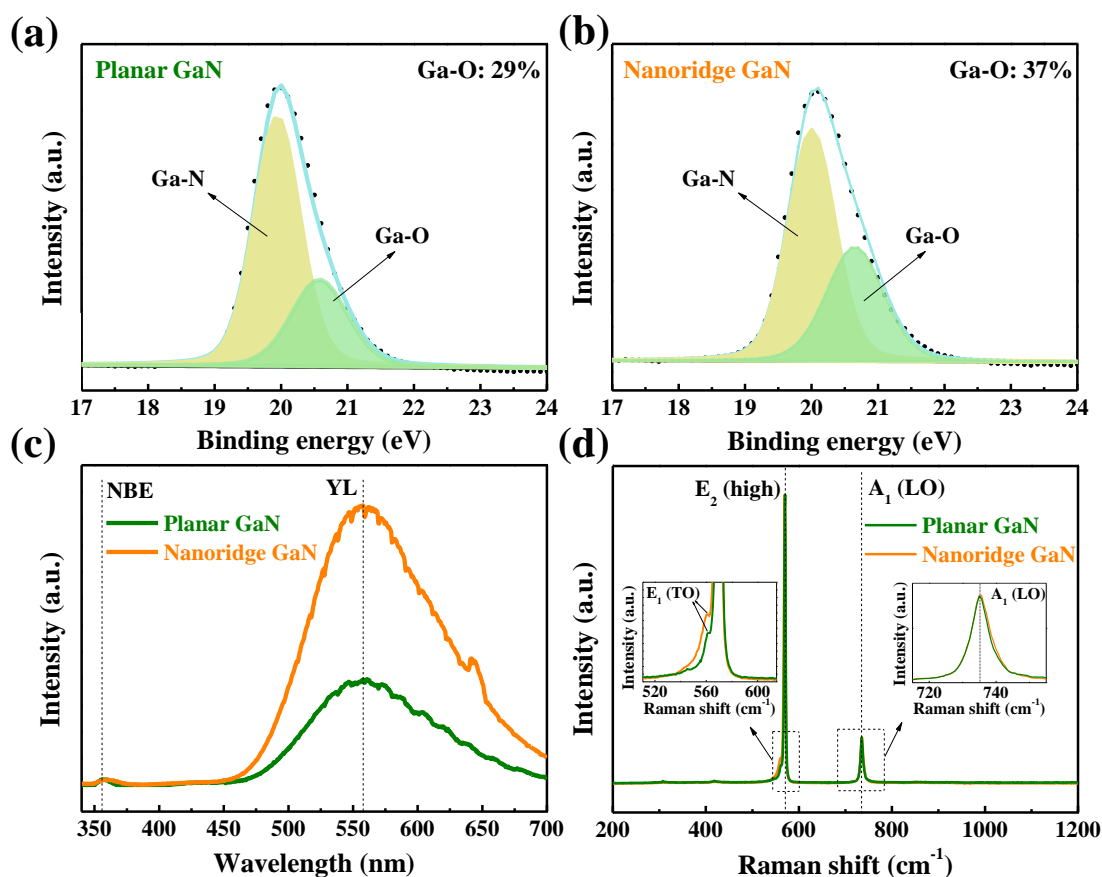 (a)
Planar GaN
Ga-O: 29%
Ga-N
Ga-O
Intensity (a.u.)
17 18 19 20 21 22 23 24
Binding energy (eV)
(b)
Nanoridge GaN
Ga-O: 37%
Ga-N
Ga-O
Intensity (a.u.)
17 18 19 20 21 22 23 24
Binding energy (eV)
(c)
NBE
YL
Planar GaN
Nanoridge GaN
Intensity (a.u.)
350 400 450 500 550 600 650 700
Wavelength (nm)
(d)
E₂ (high)
A₁ (LO)
Planar GaN
Nanoridge GaN
E₁ (TO)
Intensity (a.u.)
520 560 600
Raman shift (cm⁻¹)
A₁ (LO)
Intensity (a.u.)
720 740
Raman shift (cm⁻¹)
Intensity (a.u.)
200 400 600 800 1000 1200
Raman shift (cm⁻¹)